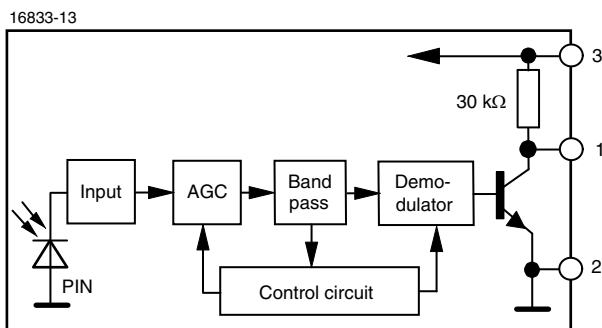 16833-13
3
30 kΩ
1
Input
AGC
Band
pass
Demo-
dulator
2
PIN
Control circuit